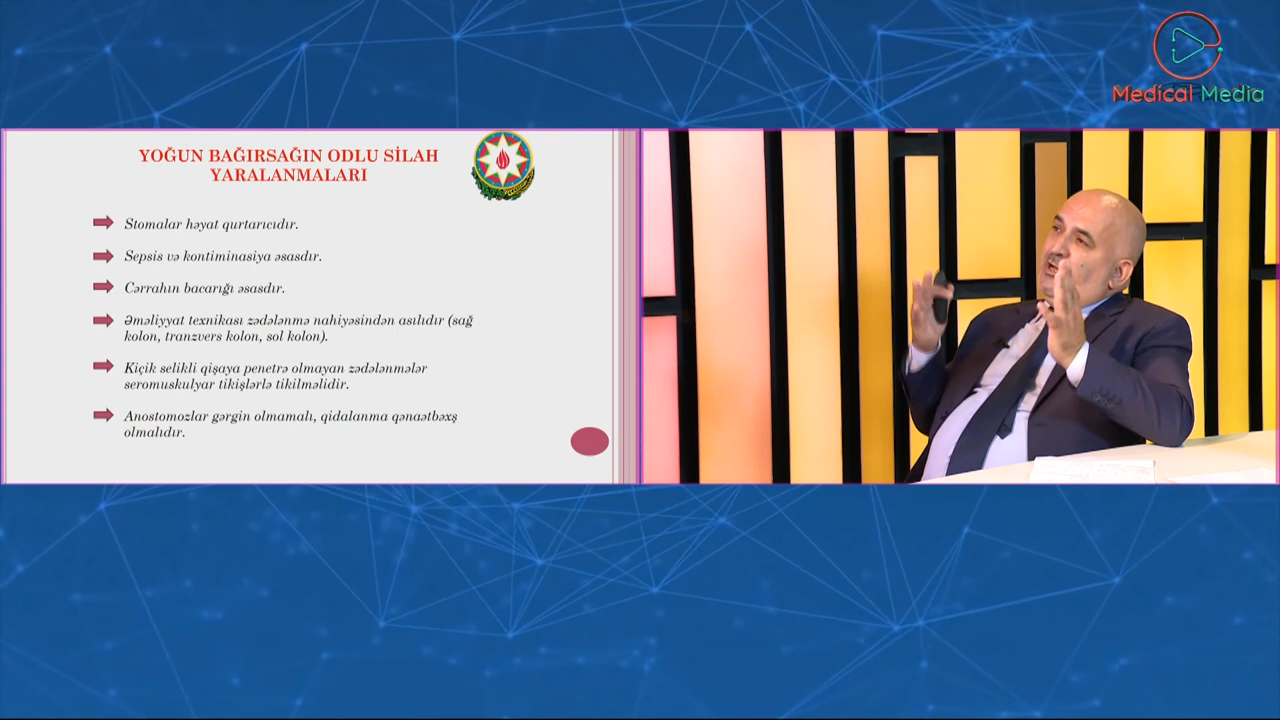 Medical Media
YOĞUN BAĞIRSAĞIN ODLU SİLAH
YARALANMALARI
Stomalar həyat qurtarıcıdır.
Sepsis və kontiminasiya əsasdır.
Cərrahın bacarığı əsasdır.
Əməliyyat texnikası zədələnmə nahiyəsindən asılıdır (sağ
kolon, tranzvers kolon, sol kolon).
Kiçik selikli qişaya penetrə olmayan zədələnmələr
seromuskulyar tikişlərlə tikilməlidir.
Anostomozlar gərgin olmamalı, qidalanma qənaətbəxş
olmalıdır.